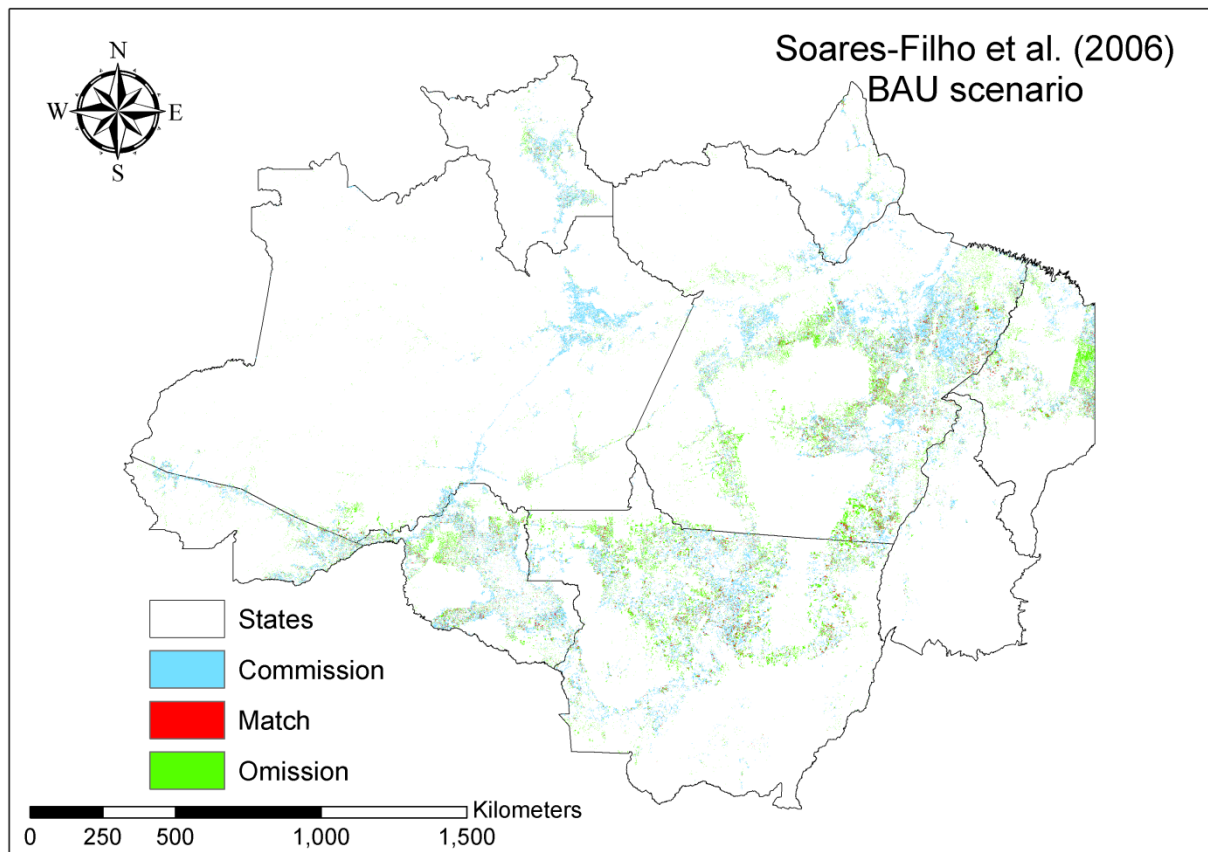 Soares-Filho et al. (2006)
BAU scenario
N
W
E
S
States
Commission
Match
Omission
Kilometers
0 250 500 1,000 1,500